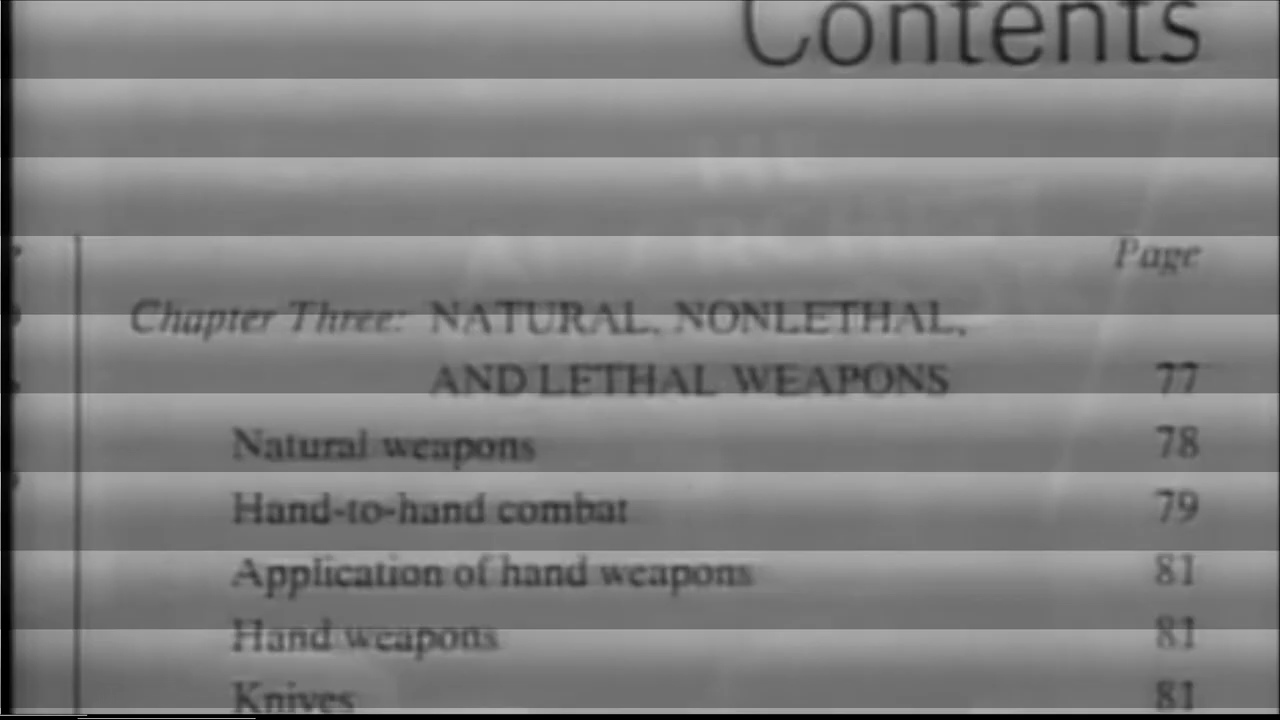 Contents
Page
Chapter Three: NATURAL, NONLETHAL,
AND LETHAL WEAPONS 77
Natural weapons 78
Hand-to-hand combat 79
Application of hand weapons 81
Hand weapons 81
Knives 81